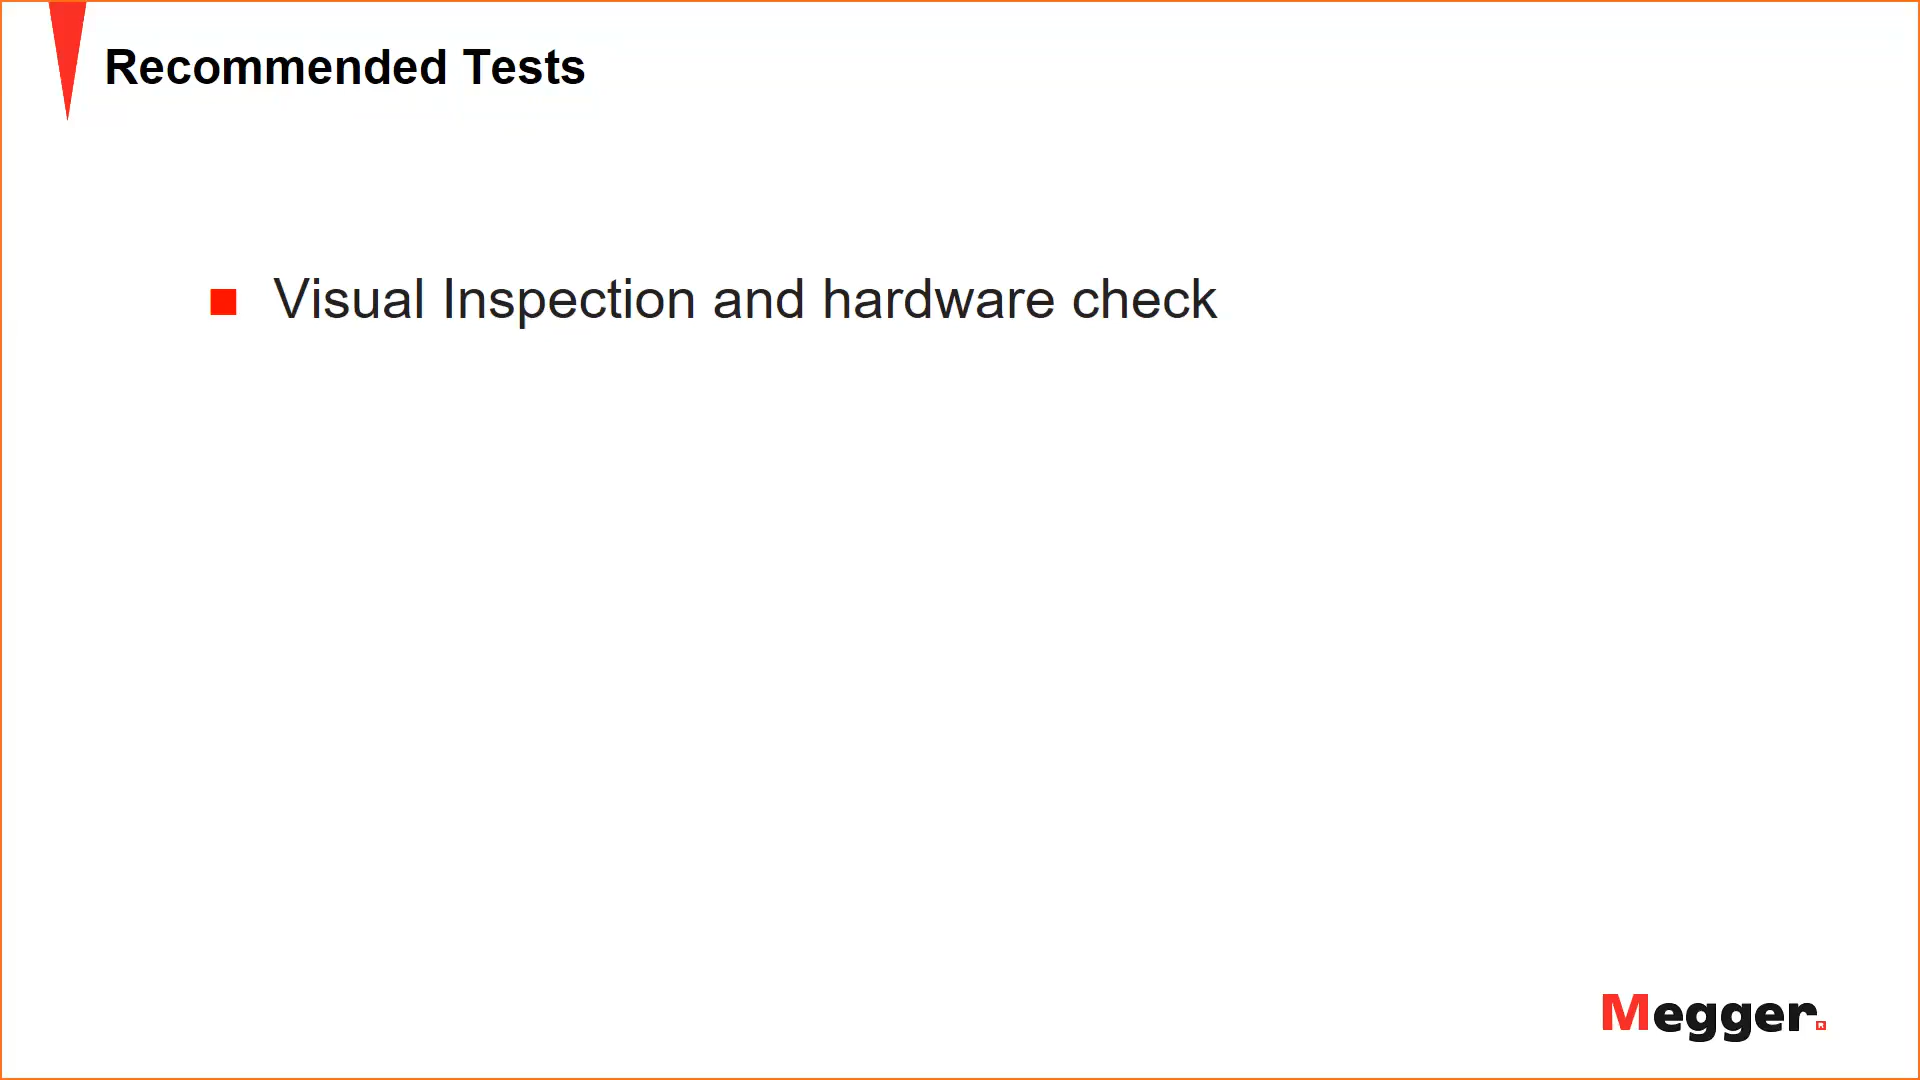 Recommended Tests
Visual Inspection and hardware check
Megger.